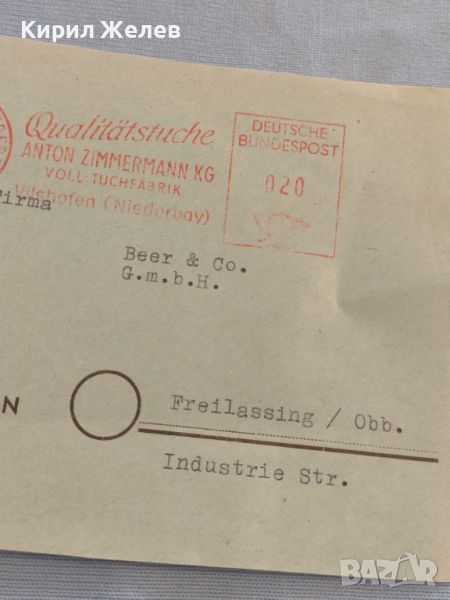 Кирил Желев
Qualitätstuche
ANTON ZIMMERMANN KG
VOLL-TUCHFABRIK
Vilshofen (Niederbay)
DEUTSCHE
BUNDESPOST
020
Firma
Beer & Co.
G.m.b.H.
N
Freilassing / Obb.
Industrie Str.
BAZAR